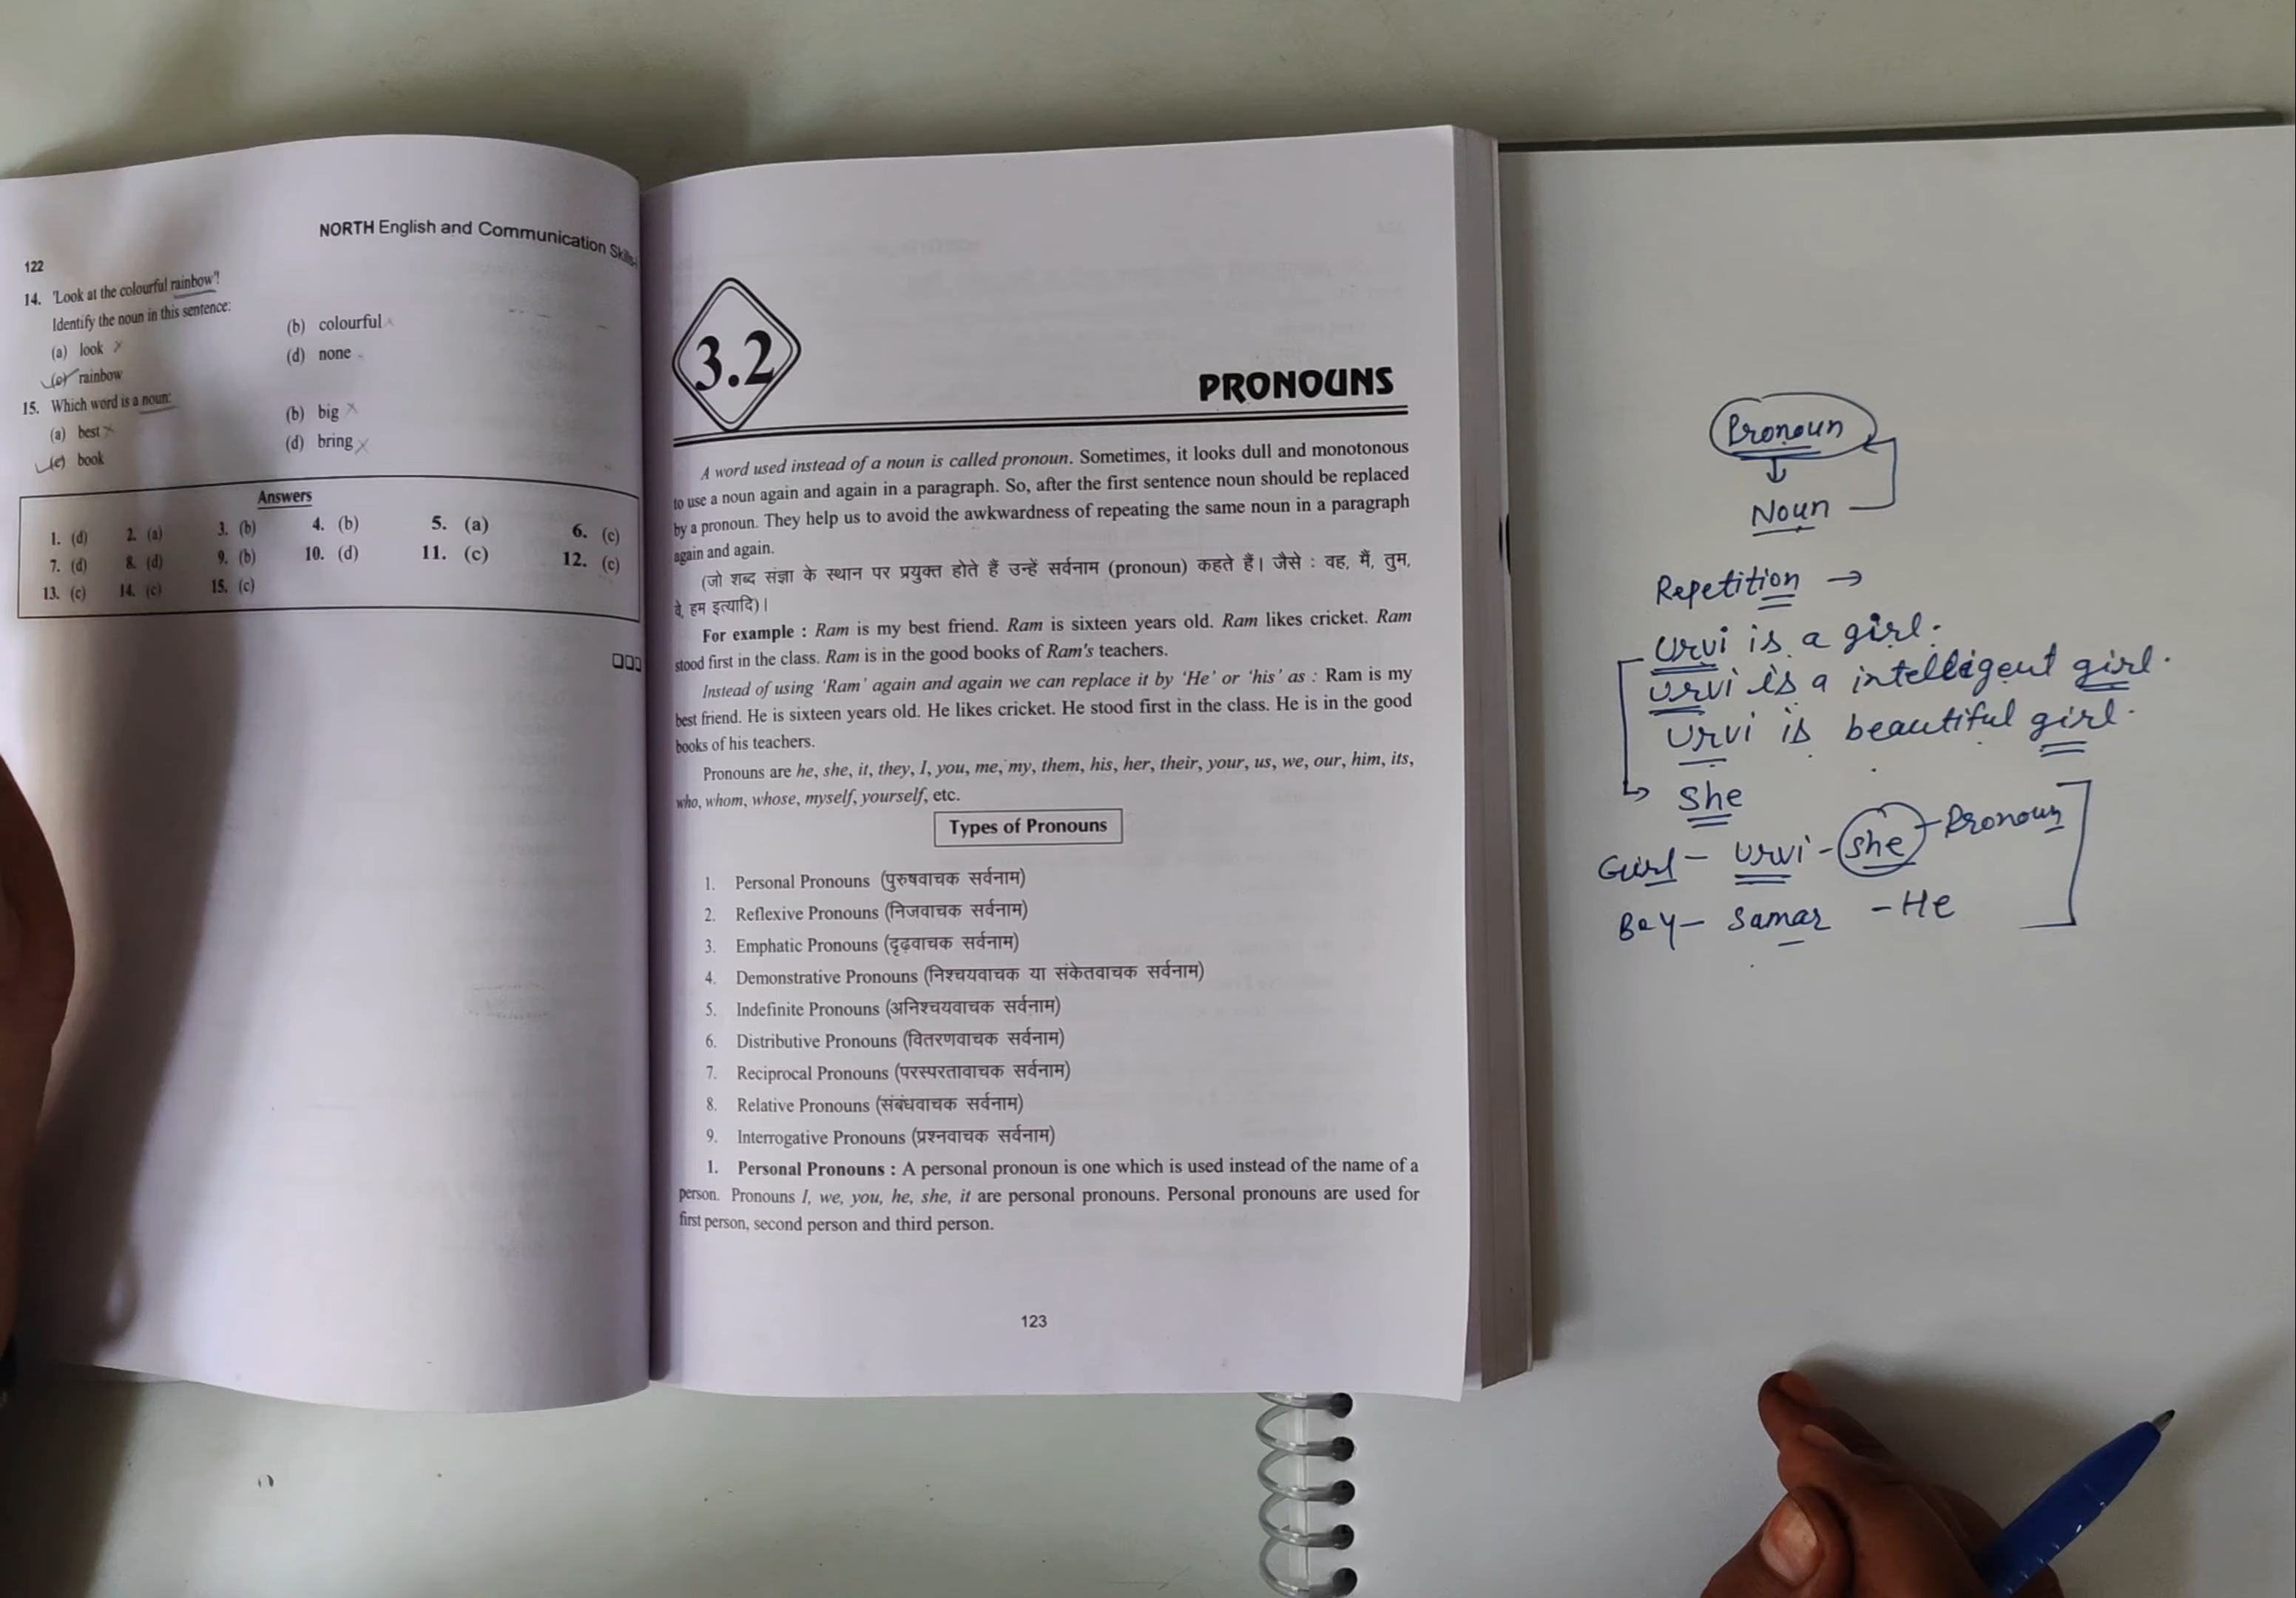 NORTH English and Communication Skills-I
122
14. 'Look at the colourful rainbow'!
Identify the noun in this sentence:
(a) look
(b) colourful
(c) rainbow
(d) none
15. Which word is a noun:
(a) best
(b) big
(c) book
(d) bring
Answers
1. (d) 2. (a) 3. (b) 4. (b) 5. (a) 6. (c)
7. (d) 8. (d) 9. (b) 10. (d) 11. (c) 12. (c)
13. (c) 14. (c) 15. (c)
3.2
PRONOUNS
A word used instead of a noun is called pronoun. Sometimes, it looks dull and monotonous
to use a noun again and again in a paragraph. So, after the first sentence noun should be replaced
by a pronoun. They help us to avoid the awkwardness of repeating the same noun in a paragraph
again and again.
(जो शब्द संज्ञा के स्थान पर प्रयुक्त होते हैं उन्हें सर्वनाम (pronoun) कहते हैं। जैसे : वह, मैं, तुम,
वे, हम इत्यादि)।
For example : Ram is my best friend. Ram is sixteen years old. Ram likes cricket. Ram
stood first in the class. Ram is in the good books of Ram's teachers.
Instead of using 'Ram' again and again we can replace it by 'He' or 'his' as : Ram is my
best friend. He is sixteen years old. He likes cricket. He stood first in the class. He is in the good
books of his teachers.
Pronouns are he, she, it, they, I, you, me, my, them, his, her, their, your, us, we, our, him, its,
who, whom, whose, myself, yourself, etc.
Types of Pronouns
1. Personal Pronouns (पुरुषवाचक सर्वनाम)
2. Reflexive Pronouns (निजवाचक सर्वनाम)
3. Emphatic Pronouns (दृढ़वाचक सर्वनाम)
4. Demonstrative Pronouns (निश्चयवाचक या संकेतवाचक सर्वनाम)
5. Indefinite Pronouns (अनिश्चयवाचक सर्वनाम)
6. Distributive Pronouns (वितरणवाचक सर्वनाम)
7. Reciprocal Pronouns (परस्परतावाचक सर्वनाम)
8. Relative Pronouns (संबंधवाचक सर्वनाम)
9. Interrogative Pronouns (प्रश्नवाचक सर्वनाम)
1. Personal Pronouns : A personal pronoun is one which is used instead of the name of a
person. Pronouns I, we, you, he, she, it are personal pronouns. Personal pronouns are used for
first person, second person and third person.
123
Pronoun
Noun
Repetition →
Urvi is a girl.
Urvi is a intelligent girl.
Urvi is beautiful girl.
She
Girl - Urvi - She - Pronoun
Boy - Samar - He